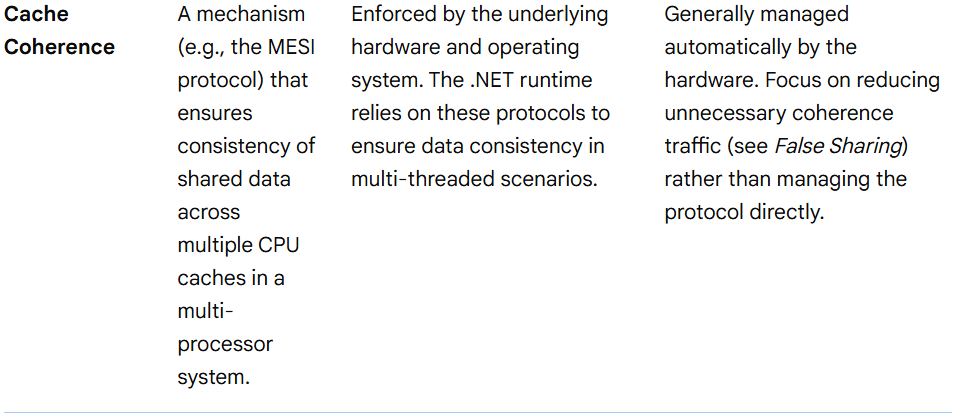 Cache
Coherence
A mechanism
(e.g., the MESI
protocol) that
ensures
consistency of
shared data
across
multiple CPU
caches in a
multi-
processor
system.
Enforced by the underlying
hardware and operating
system. The .NET runtime
relies on these protocols to
ensure data consistency in
multi-threaded scenarios.
Generally managed
automatically by the
hardware. Focus on reducing
unnecessary coherence
traffic (see False Sharing)
rather than managing the
protocol directly.